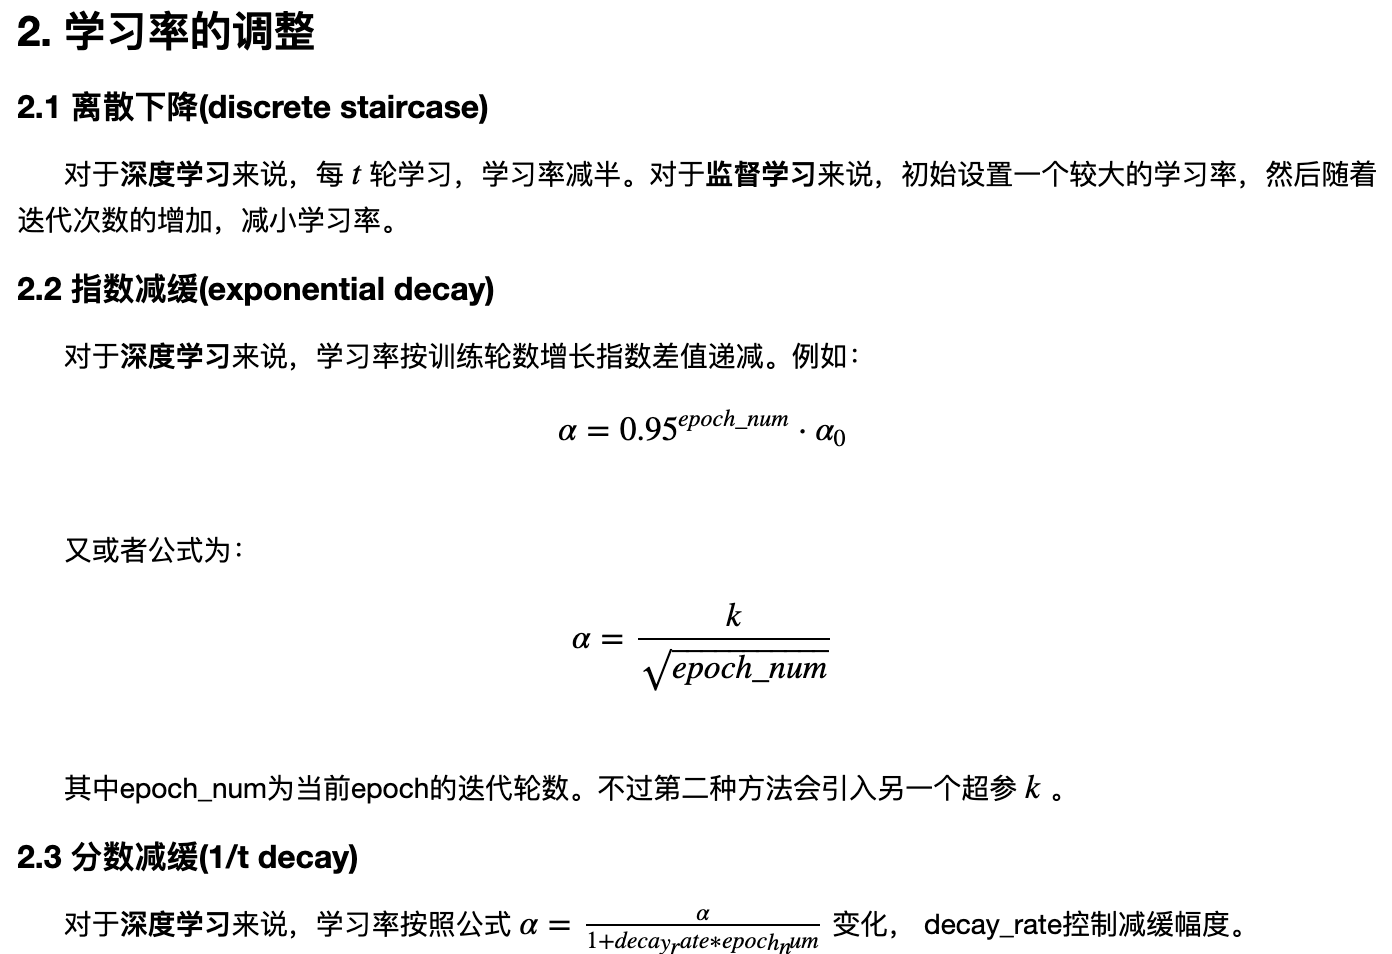 2. 学习率的调整
2.1 离散下降(discrete staircase)
对于深度学习来说，每 t 轮学习，学习率减半。对于监督学习来说，初始设置一个较大的学习率，然后随着
迭代次数的增加，减小学习率。
2.2 指数减缓(exponential decay)
对于深度学习来说，学习率按训练轮数增长指数差值递减。例如：
α = 0.95^{epoch\_num} · α_0
又或者公式为：
α = \frac{k}{\sqrt{epoch\_num}}
其中epoch_num为当前epoch的迭代轮数。不过第二种方法会引入另一个超参 k 。
2.3 分数减缓(1/t decay)
对于深度学习来说，学习率按照公式 α = \frac{α}{1+decay_rate*epoch_num} 变化， decay_rate控制减缓幅度。